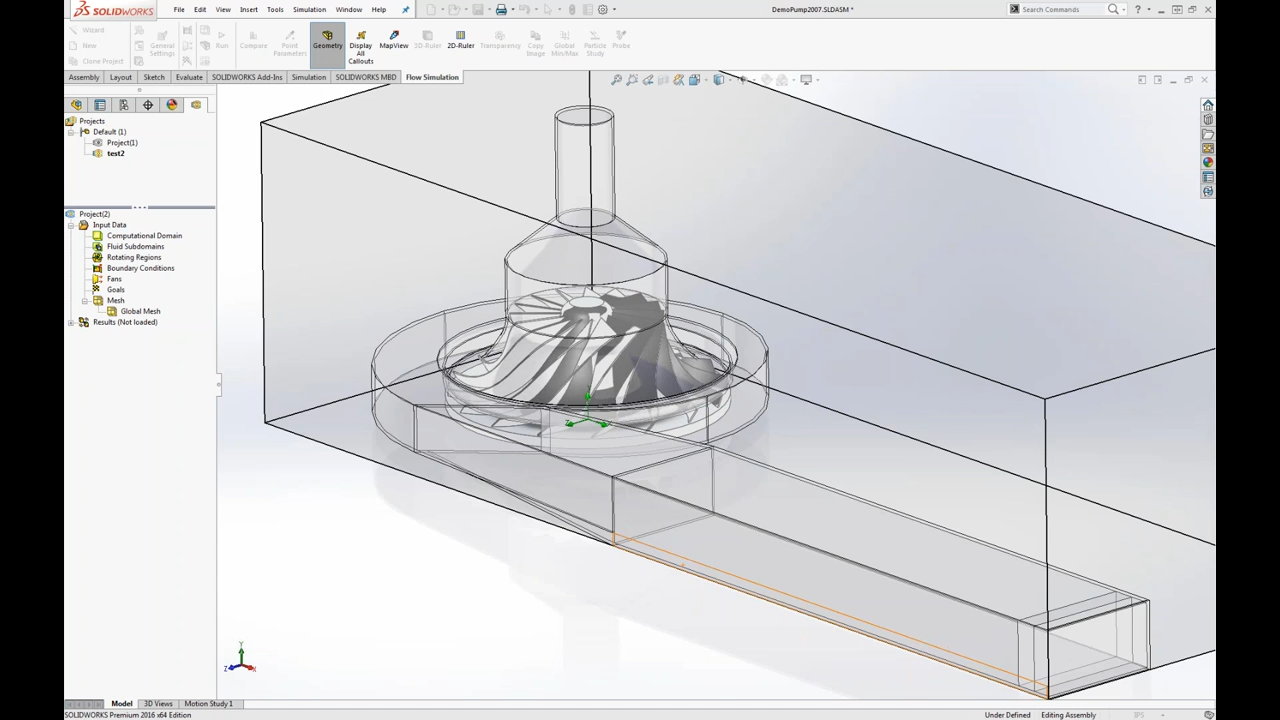 SOLIDWORKS
File Edit View Insert Tools Simulation Window Help
DemoPump2007.SLDASM *
Search Commands
?
Wizard
New
Clone Project
General Settings
Run
Compare
Point Parameters
Geometry
Display All Callouts
MapView
3D-Ruler
2D-Ruler
Transparency
Copy Image
Global Min/Max
Particle Study
Probe
Assembly Layout Sketch Evaluate SOLIDWORKS Add-Ins Simulation SOLIDWORKS MBD Flow Simulation
Projects
Default (1)
Project(1)
test2
Project(2)
Input Data
Computational Domain
Fluid Subdomains
Rotating Regions
Boundary Conditions
Fans
Goals
Mesh
Global Mesh
Results (Not loaded)
Z
Y
Z X
Model 3D Views Motion Study 1
SOLIDWORKS Premium 2016 x64 Edition
Under Defined Editing Assembly IPS